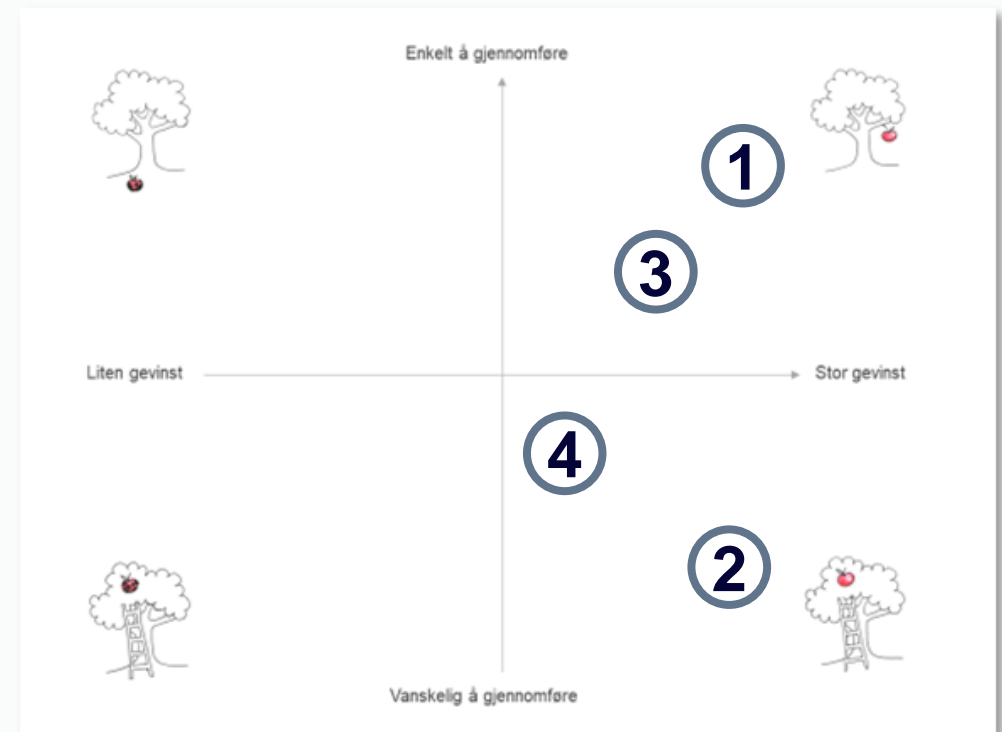 Enkelt å gjennomføre
1
3
Liten gevinst
Stor gevinst
4
2
Vanskelig å gjennomføre